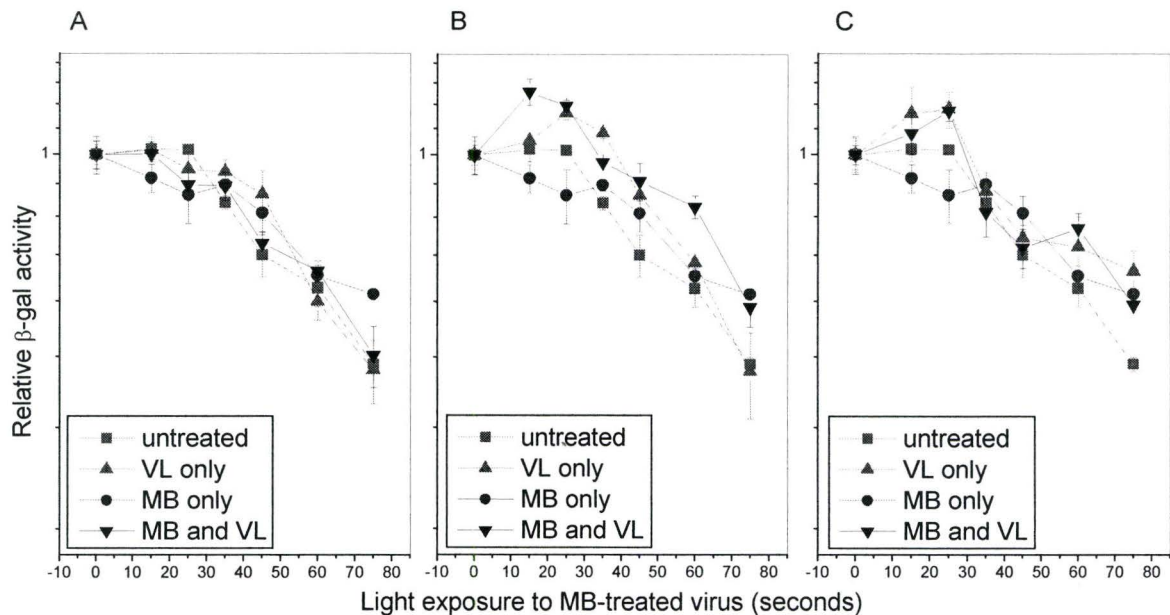 A
B
C
Relative β-gal activity
1
-10 0 10 20 30 40 50 60 70 80
untreated
VL only
MB only
MB and VL
-10 0 10 20 30 40 50 60 70 80
untreated
VL only
MB only
MB and VL
-10 0 10 20 30 40 50 60 70 80
untreated
VL only
MB only
MB and VL
1
1
Light exposure to MB-treated virus (seconds)